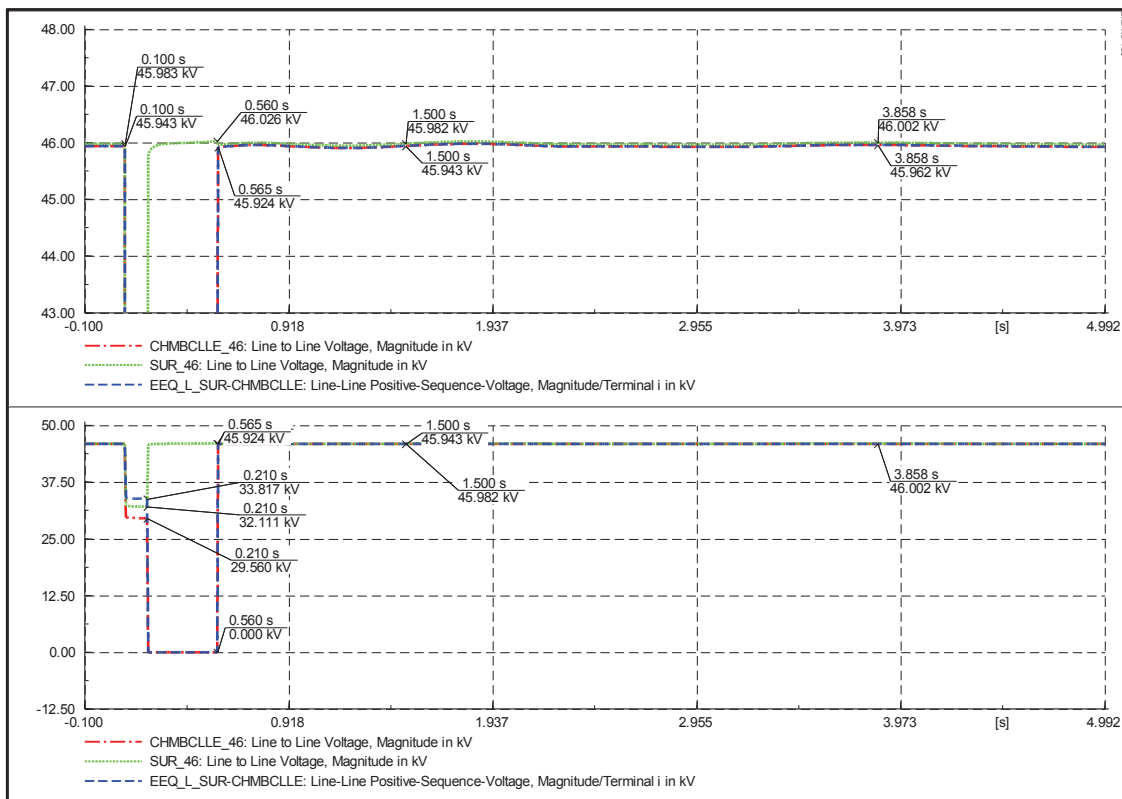 48.00
0.100 s
45.983 kV
47.00
0.100 s
45.943 kV
0.560 s
46.026 kV
1.500 s
45.982 kV
3.858 s
46.002 kV
46.00
1.500 s
45.943 kV
3.858 s
45.962 kV
0.565 s
45.924 kV
45.00
44.00
43.00
-0.100 0.918 1.937 2.955 3.973 [s] 4.992
CHMBCLLE_46: Line to Line Voltage, Magnitude in kV
SUR_46: Line to Line Voltage, Magnitude in kV
EEQ_L_SUR-CHMBCLLE: Line-Line Positive-Sequence-Voltage, Magnitude/Terminal i in kV
50.00
0.565 s
45.924 kV
1.500 s
45.943 kV
37.50
0.210 s
33.817 kV
1.500 s
45.982 kV
3.858 s
46.002 kV
0.210 s
32.111 kV
25.00
0.210 s
29.560 kV
12.50
0.560 s
0.000 kV
0.00
-12.50
-0.100 0.918 1.937 2.955 3.973 [s] 4.992
CHMBCLLE_46: Line to Line Voltage, Magnitude in kV
SUR_46: Line to Line Voltage, Magnitude in kV
EEQ_L_SUR-CHMBCLLE: Line-Line Positive-Sequence-Voltage, Magnitude/Terminal i in kV